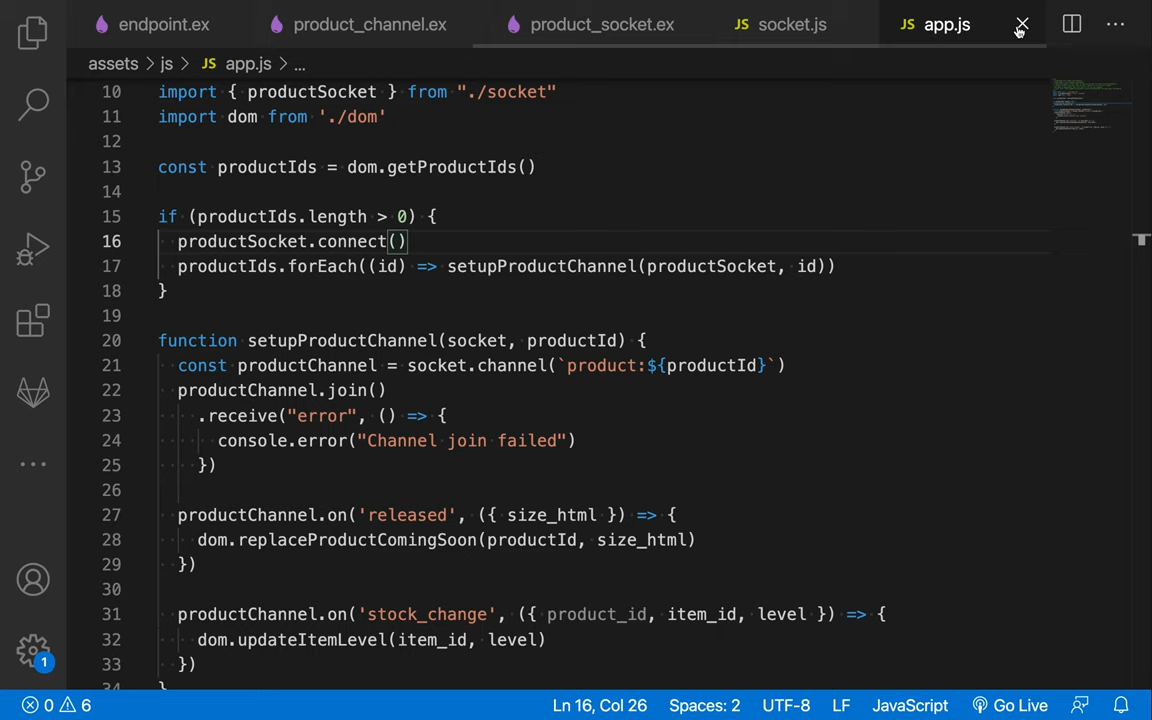 endpoint.ex product_channel.ex product_socket.ex JS socket.js JS app.js
assets > js > JS app.js > ...
10 import { productSocket } from "./socket"
11 import dom from './dom'
12
13 const productIds = dom.getProductIds()
14
15 if (productIds.length > 0) {
16 productSocket.connect()
17 productIds.forEach((id) => setupProductChannel(productSocket, id))
18 }
19
20 function setupProductChannel(socket, productId) {
21 const productChannel = socket.channel(`product:${productId}`)
22 productChannel.join()
23 .receive("error", () => {
24 console.error("Channel join failed")
25 })
26
27 productChannel.on('released', ({ size_html }) => {
28 dom.replaceProductComingSoon(productId, size_html)
29 })
30
31 productChannel.on('stock_change', ({ product_id, item_id, level }) => {
32 dom.updateItemLevel(item_id, level)
33 })
34 }
1
0 6 Ln 16, Col 26 Spaces: 2 UTF-8 LF JavaScript Go Live